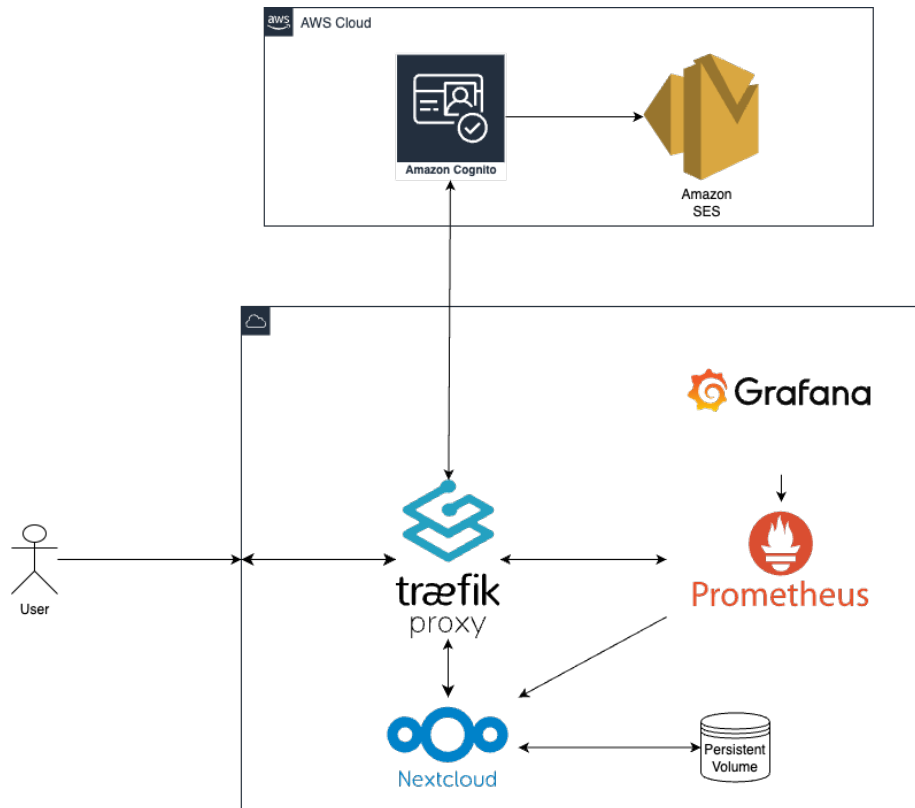 aws
AWS Cloud
Amazon Cognito
Amazon
SES
Grafana
User
træfik
proxy
Prometheus
Nextcloud
Persistent
Volume